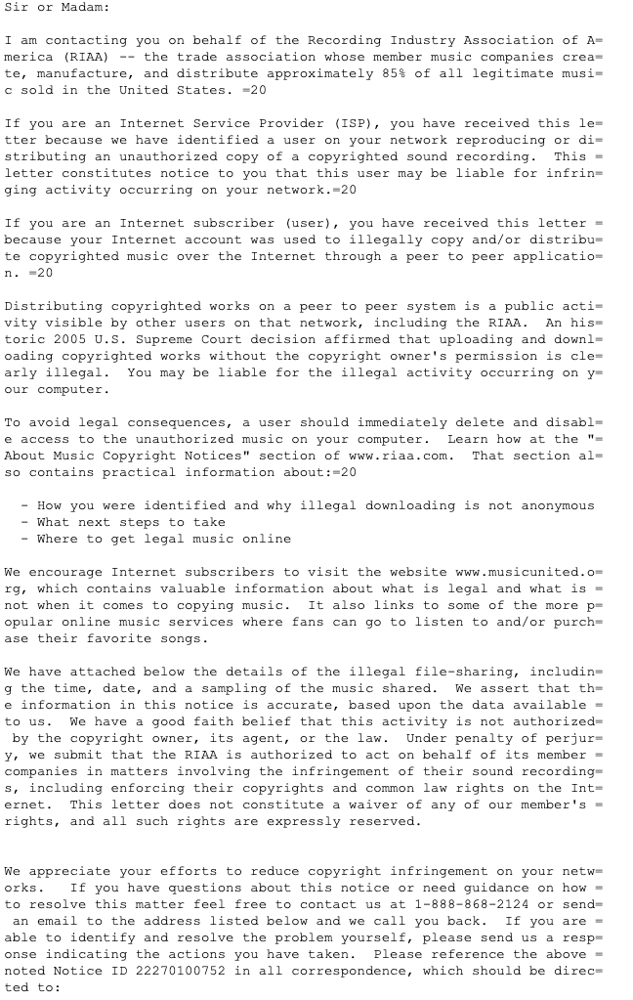 Sir or Madam:
I am contacting you on behalf of the Recording Industry Association of A=
merica (RIAA) -- the trade association whose member music companies crea=
te, manufacture, and distribute approximately 85% of all legitimate musi=
c sold in the United States. =20
If you are an Internet Service Provider (ISP), you have received this le=
tter because we have identified a user on your network reproducing or di=
stributing an unauthorized copy of a copyrighted sound recording.  This =
letter constitutes notice to you that this user may be liable for infrin=
ging activity occurring on your network.=20
If you are an Internet subscriber (user), you have received this letter =
because your Internet account was used to illegally copy and/or distribu=
te copyrighted music over the Internet through a peer to peer applicatio=
n. =20
Distributing copyrighted works on a peer to peer system is a public acti=
vity visible by other users on that network, including the RIAA.  An his=
toric 2005 U.S. Supreme Court decision affirmed that uploading and downl=
oading copyrighted works without the copyright owner's permission is cle=
arly illegal.  You may be liable for the illegal activity occurring on y=
our computer.
To avoid legal consequences, a user should immediately delete and disabl=
e access to the unauthorized music on your computer.  Learn how at the "=
About Music Copyright Notices" section of www.riaa.com.  That section al=
so contains practical information about:=20
- How you were identified and why illegal downloading is not anonymous
- What next steps to take
- Where to get legal music online
We encourage Internet subscribers to visit the website www.musicunited.o=
rg, which contains valuable information about what is legal and what is =
not when it comes to copying music.  It also links to some of the more p=
opular online music services where fans can go to listen to and/or purch=
ase their favorite songs.
We have attached below the details of the illegal file-sharing, includin=
g the time, date, and a sampling of the music shared.  We assert that th=
e information in this notice is accurate, based upon the data available =
to us.  We have a good faith belief that this activity is not authorized=
 by the copyright owner, its agent, or the law.  Under penalty of perjur=
y, we submit that the RIAA is authorized to act on behalf of its member =
companies in matters involving the infringement of their sound recording=
s, including enforcing their copyrights and common law rights on the Int=
ernet.  This letter does not constitute a waiver of any of our member's =
rights, and all such rights are expressly reserved.
We appreciate your efforts to reduce copyright infringement on your netw=
orks.   If you have questions about this notice or need guidance on how =
to resolve this matter feel free to contact us at 1-888-868-2124 or send=
 an email to the address listed below and we call you back.  If you are =
able to identify and resolve the problem yourself, please send us a resp=
onse indicating the actions you have taken.  Please reference the above =
noted Notice ID 22270100752 in all correspondence, which should be direc=
ted to: